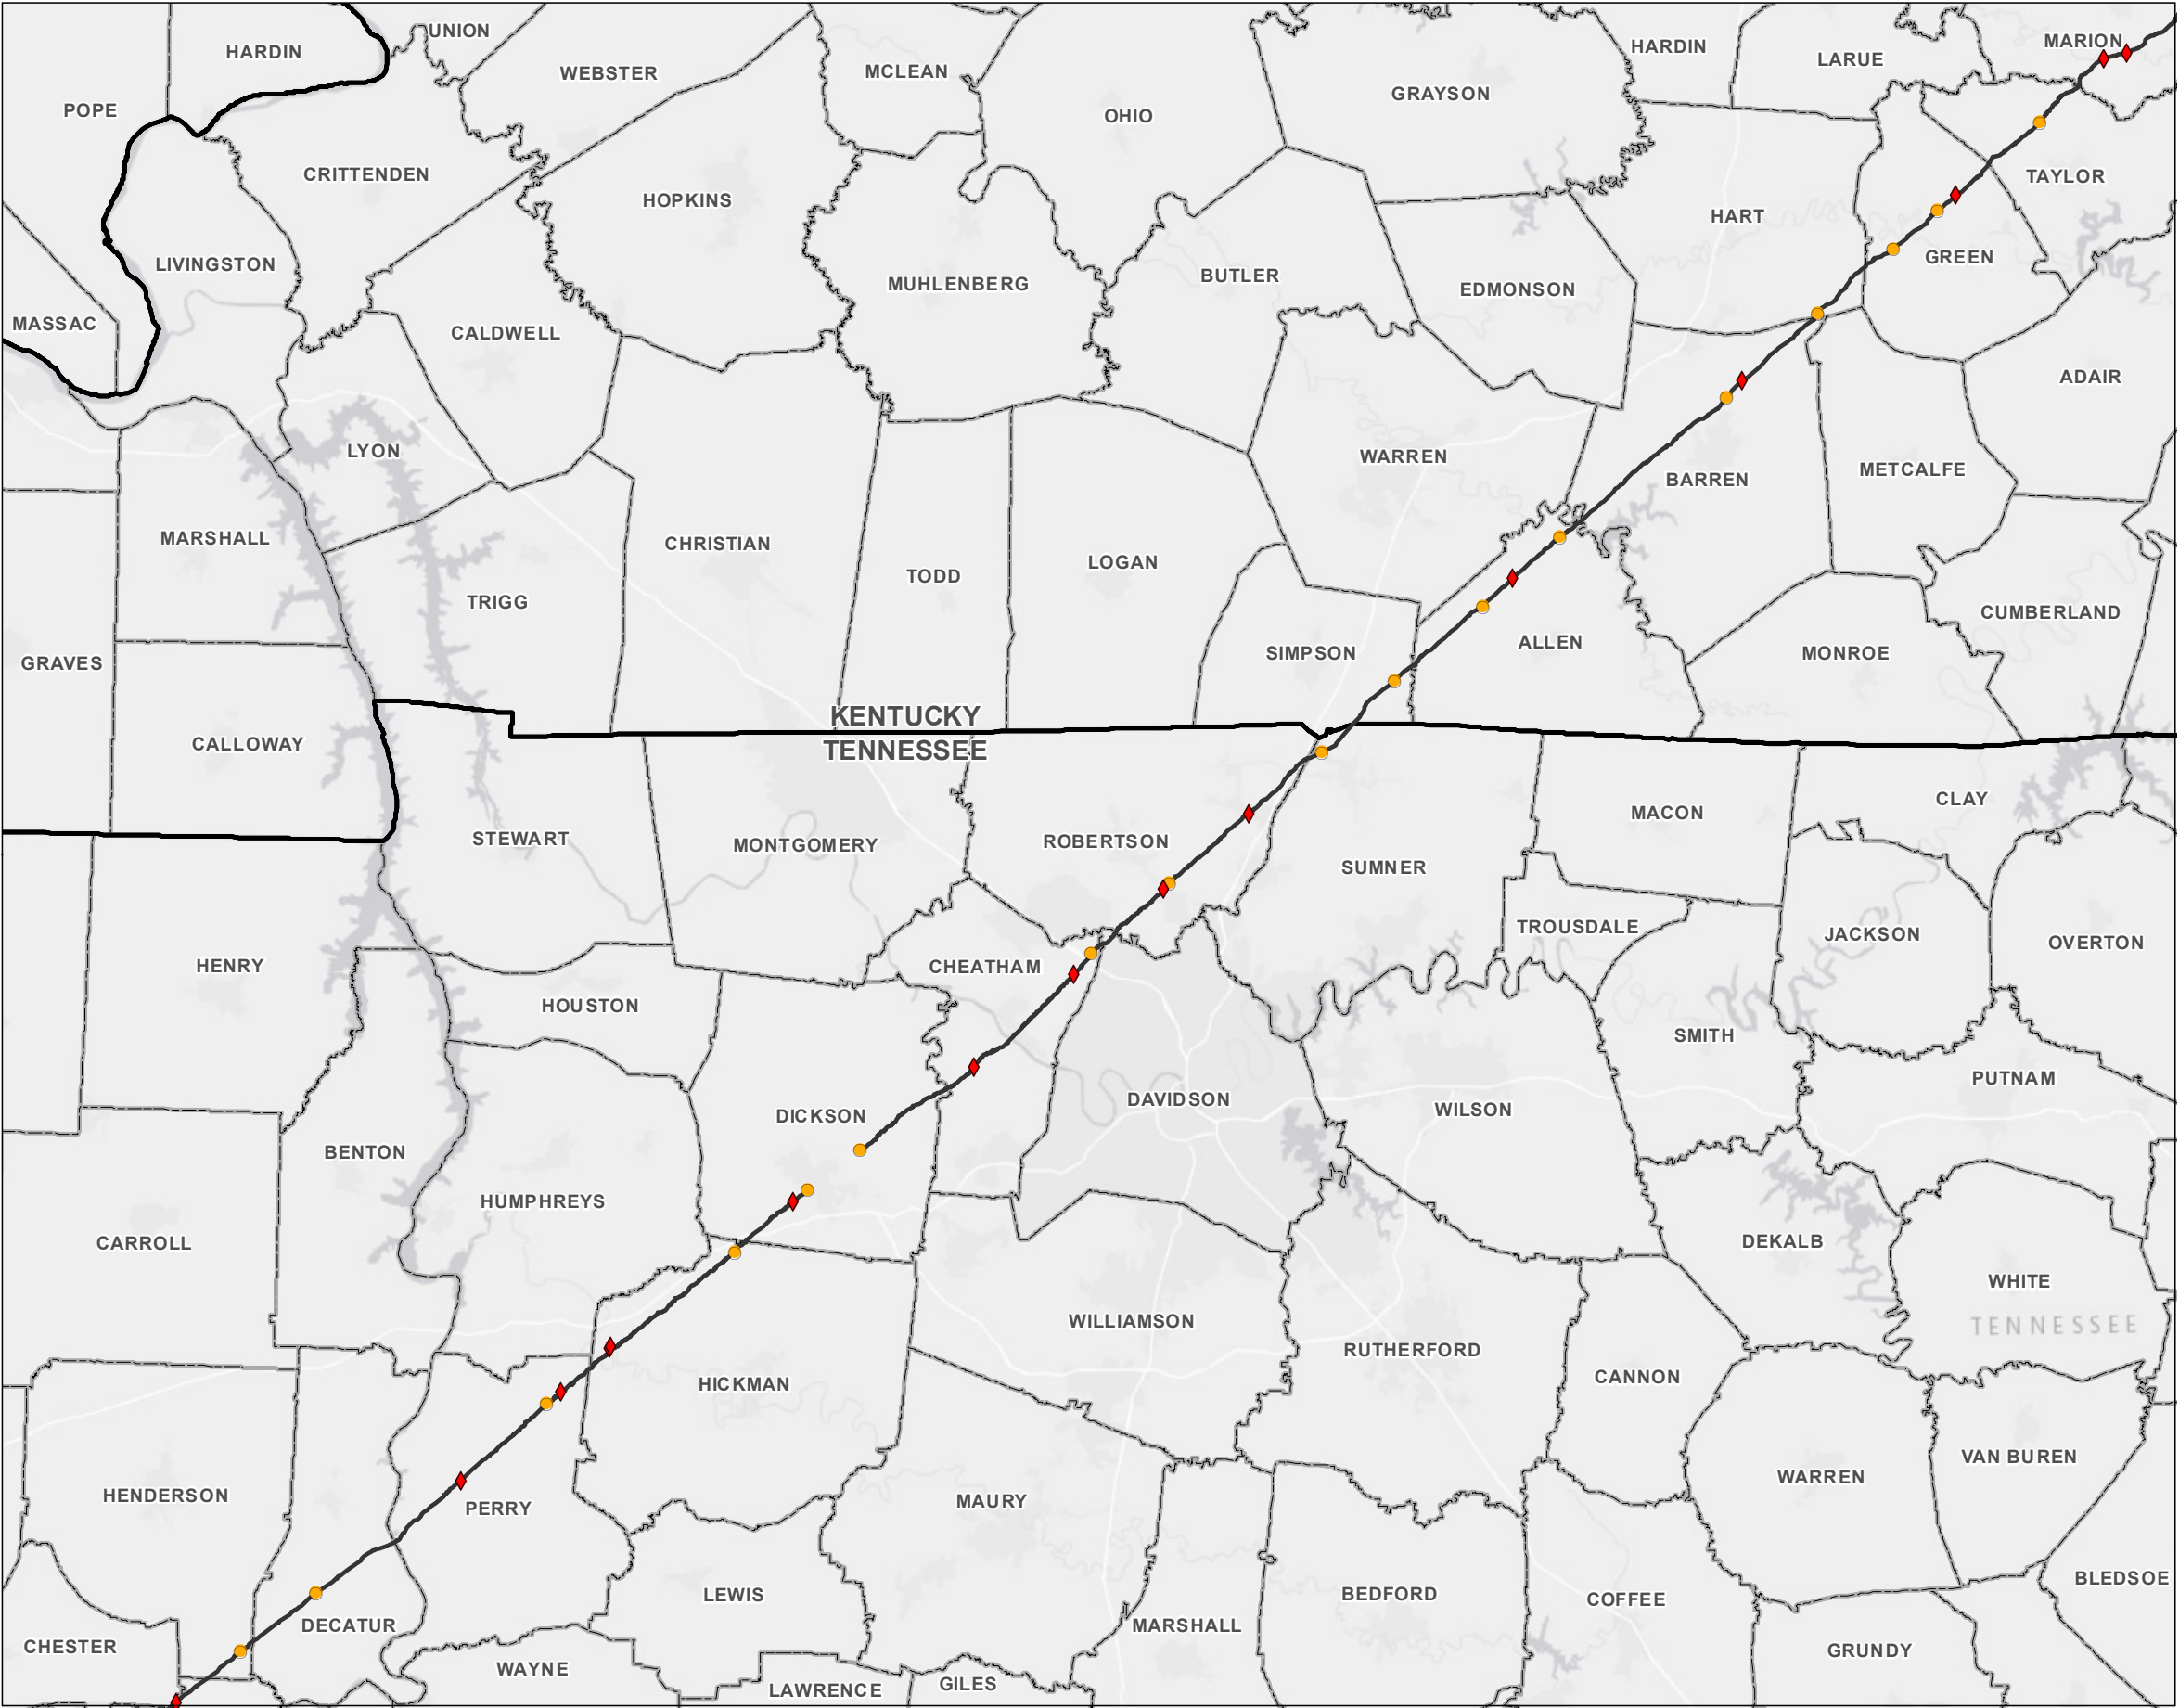 UNION
HARDIN
WEBSTER
MCLEAN
HARDIN
LARUE
MARION
POPE
OHIO
GRAYSON
CRITTENDEN
HOPKINS
TAYLOR
HART
LIVINGSTON
MUHLENBERG
BUTLER
EDMONSON
GREEN
MASSAC
CALDWELL
ADAIR
LYON
WARREN
BARREN
METCALFE
MARSHALL
CHRISTIAN
TODD
LOGAN
TRIGG
CUMBERLAND
GRAVES
SIMPSON
ALLEN
MONROE
KENTUCKY
CALLOWAY
TENNESSEE
STEWART
MONTGOMERY
ROBERTSON
SUMNER
MACON
CLAY
HENRY
HOUSTON
CHEATHAM
TROUSDALE
JACKSON
OVERTON
SMITH
DICKSON
DAVIDSON
WILSON
PUTNAM
BENTON
HUMPHREYS
CARROLL
DEKALB
WHITE
TENNESSEE
WILLIAMSON
RUTHERFORD
HICKMAN
CANNON
VAN BUREN
HENDERSON
PERRY
MAURY
WARREN
LEWIS
BEDFORD
COFFEE
BLEDSOE
CHESTER
DECATUR
MARSHALL
GRUNDY
WAYNE
LAWRENCE
GILES